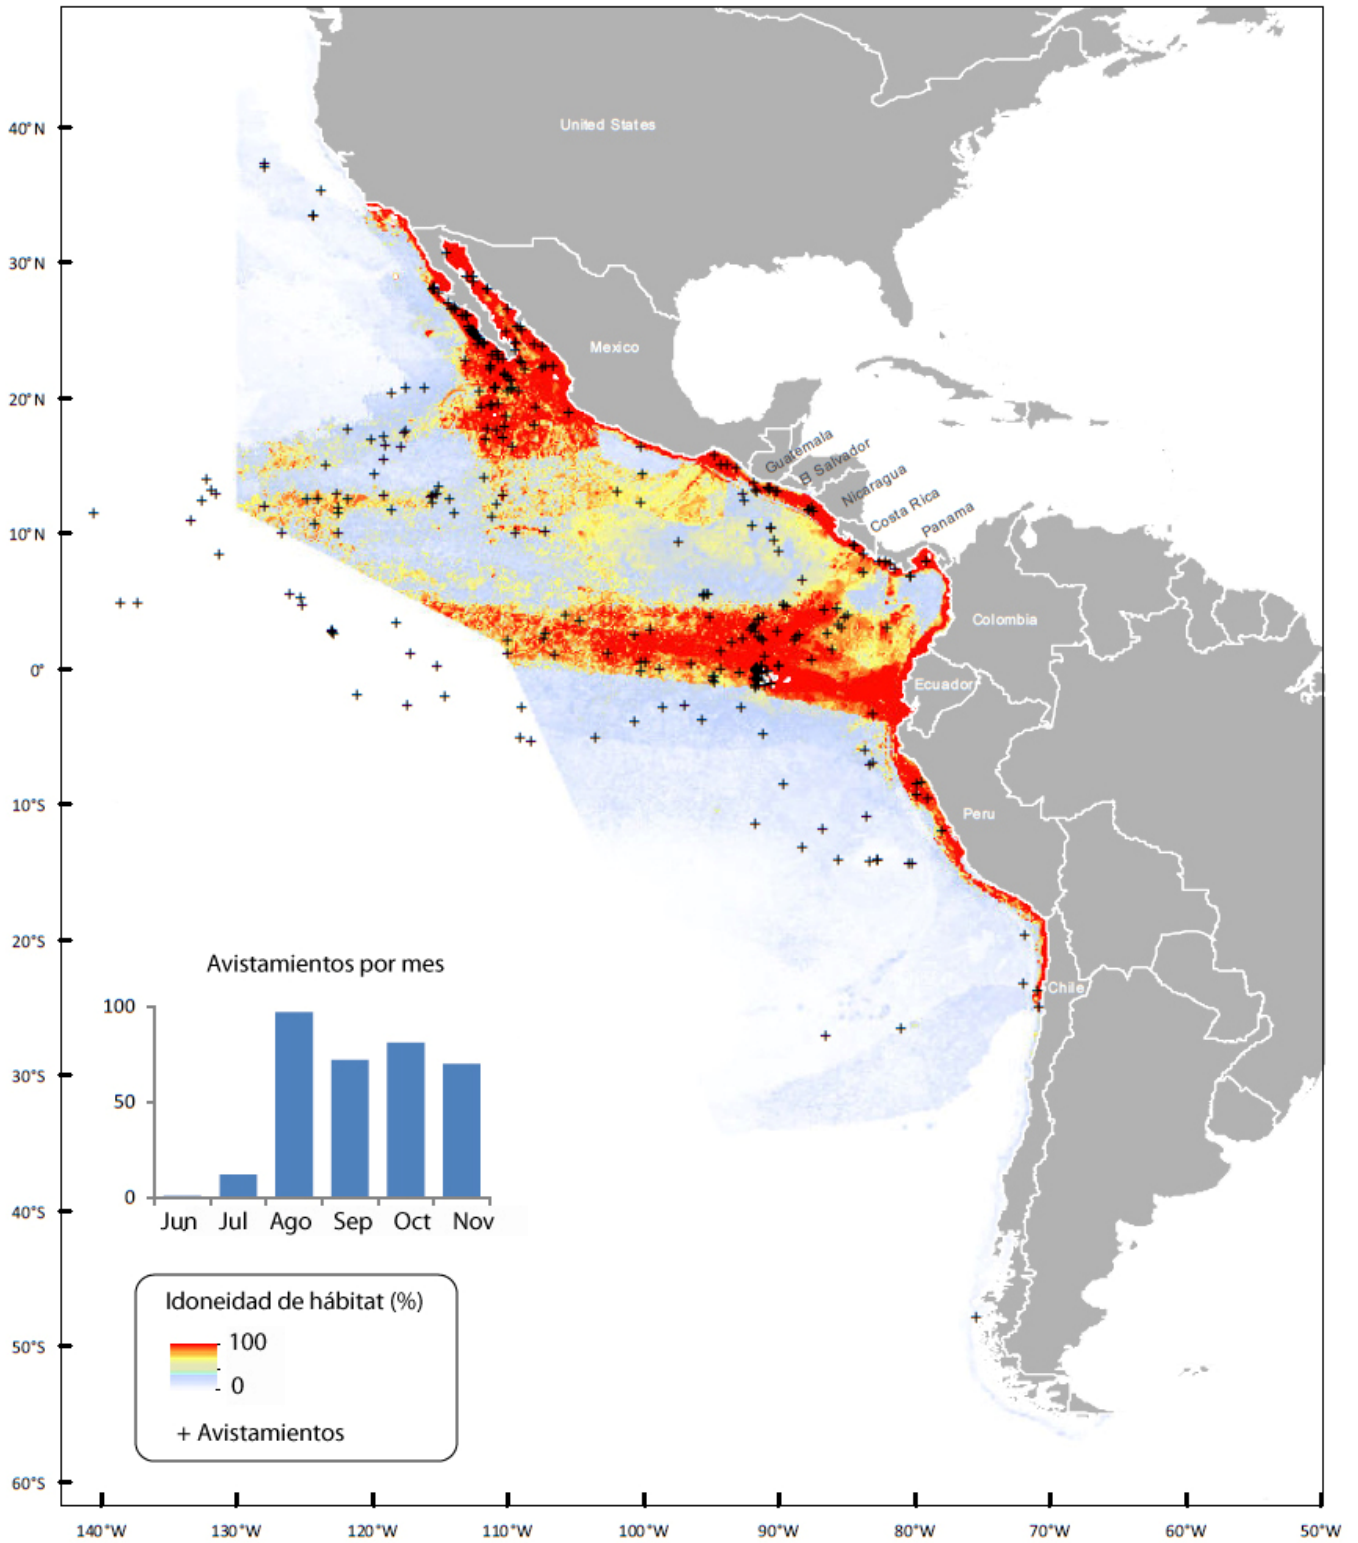 United States
Mexico
Guatemala
El Salvador
Nicaragua
Costa Rica
Panama
Colombia
Ecuador
Peru
Chile
40°N
30°N
20°N
10°N
0°
10°S
20°S
30°S
40°S
50°S
60°S
Avistamientos por mes
100
50
0
Jun Jul Ago Sep Oct Nov
Idoneidad de hábitat (%)
100
0
+ Avistamientos
140°W 130°W 120°W 110°W 100°W 90°W 80°W 70°W 60°W 50°W